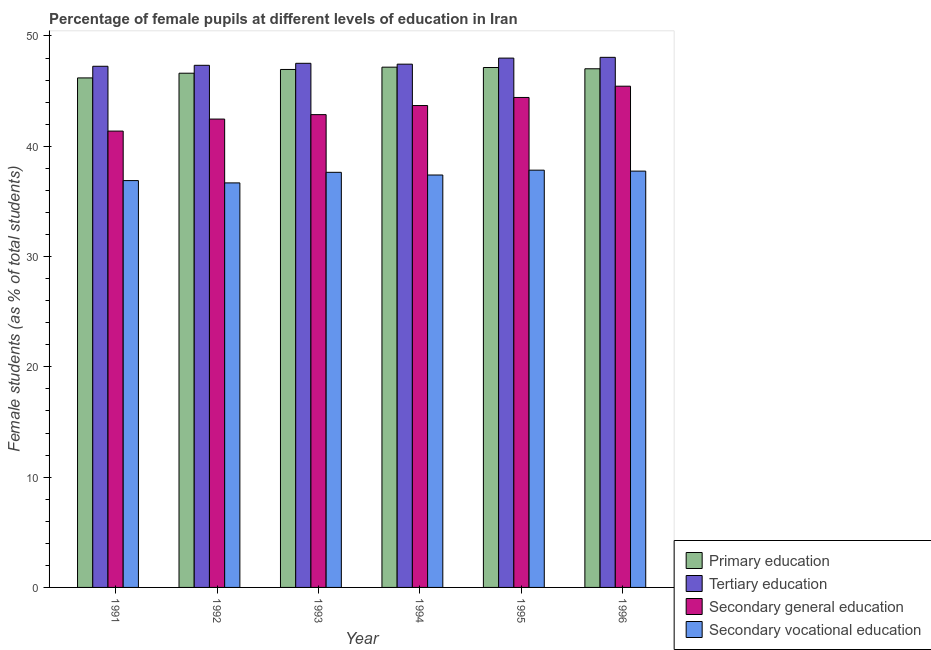 Percentage of female pupils at different levels of education in Iran
Female students (as % of total students)
50
40
30
20
10
0
1991
1992
1993
1994
1995
1996
Year
Primary education
Tertiary education
Secondary general education
Secondary vocational education